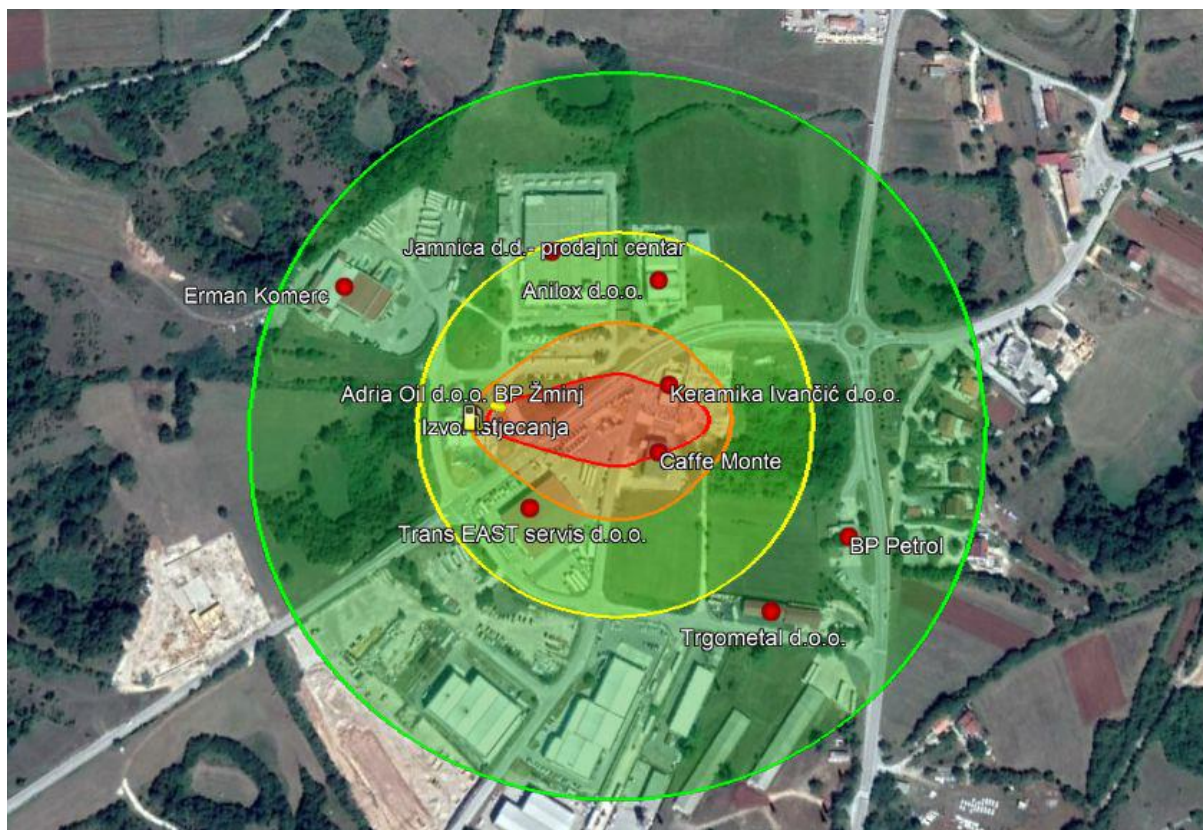 Jamnica d.d.- prodajni centar
Erman Komerc
Anilox d.o.o.
Adria Oil d.o.o. BP Žminj
Keramika Ivančić d.o.o.
Izvor istjecanja
Caffe Monte
Trans EAST servis d.o.o.
BP Petrol
Trgometal d.o.o.